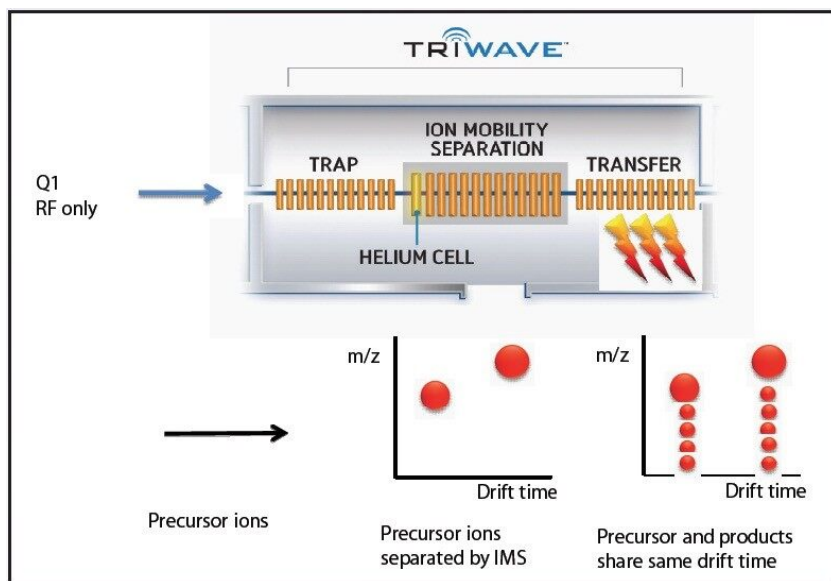 TRIWAVE™
ION MOBILITY
SEPARATION
TRAP
TRANSFER
Q1
RF only
HELIUM CELL
m/z
m/z
Drift time
Drift time
Precursor ions
Precursor ions
separated by IMS
Precursor and products
share same drift time